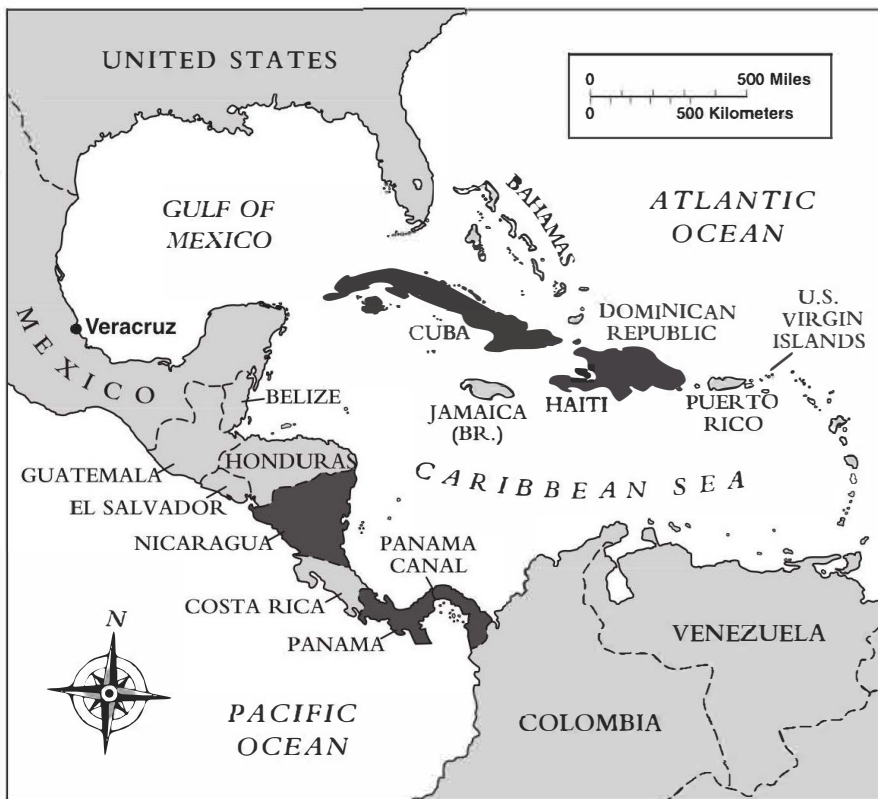 UNITED STATES
0 500 Miles
0 500 Kilometers
GULF OF
MEXICO
BAHAMAS
ATLANTIC
OCEAN
MEXICO
Veracruz
CUBA
DOMINICAN
REPUBLIC
U.S.
VIRGIN
ISLANDS
BELIZE
JAMAICA
(BR.)
HAITI
PUERTO
RICO
GUATEMALA
HONDURAS
CARIBBEAN SEA
EL SALVADOR
NICARAGUA
PANAMA
CANAL
COSTA RICA
PANAMA
N
VENEZUELA
PACIFIC
OCEAN
COLOMBIA